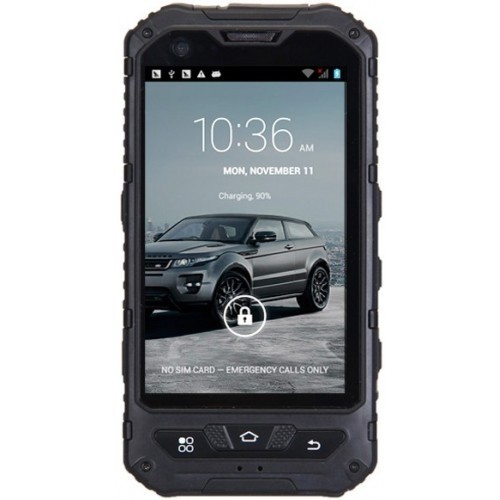 10:36 AM
MON, NOVEMBER 11
Charging, 90%
NO SIM CARD — EMERGENCY CALLS ONLY